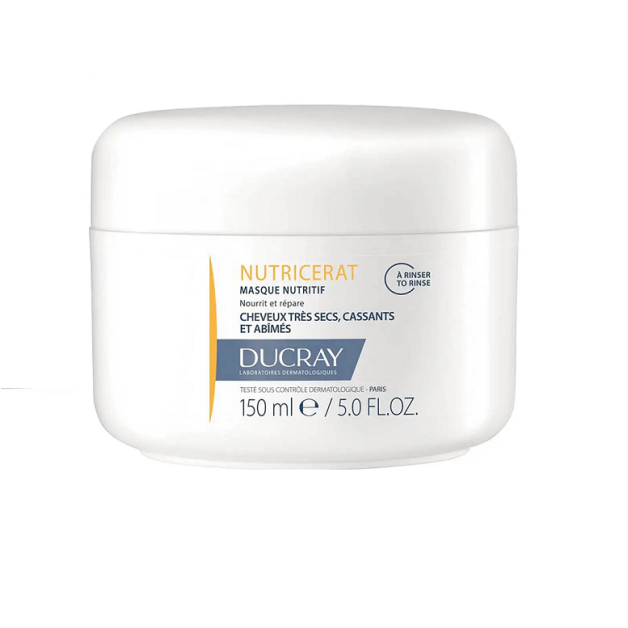 NUTRICERAT
MASQUE NUTRITIF
Nourrit et répare
CHEVEUX TRÈS SECS, CASSANTS
ET ABÎMÉS
À RINSER
TO RINSE
DUCRAY
LABORATOIRES DERMATOLOGIQUES
TESTÉ SOUS CONTRÔLE DERMATOLOGIQUE - PARIS
150 ml ℮ / 5.0 FL.OZ.